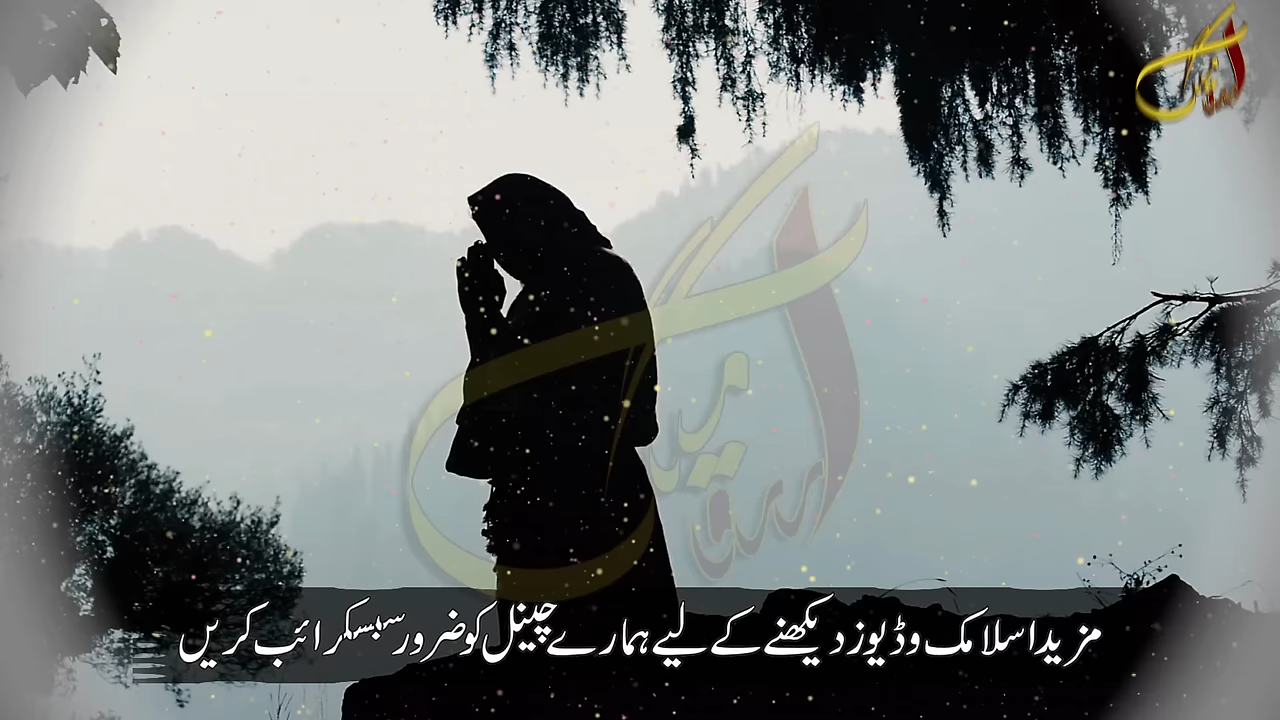 مزید اسلامک وڈیوز دیکھنے کے لیے ہمارے چینل کو ضرور سبسکرائب کریں